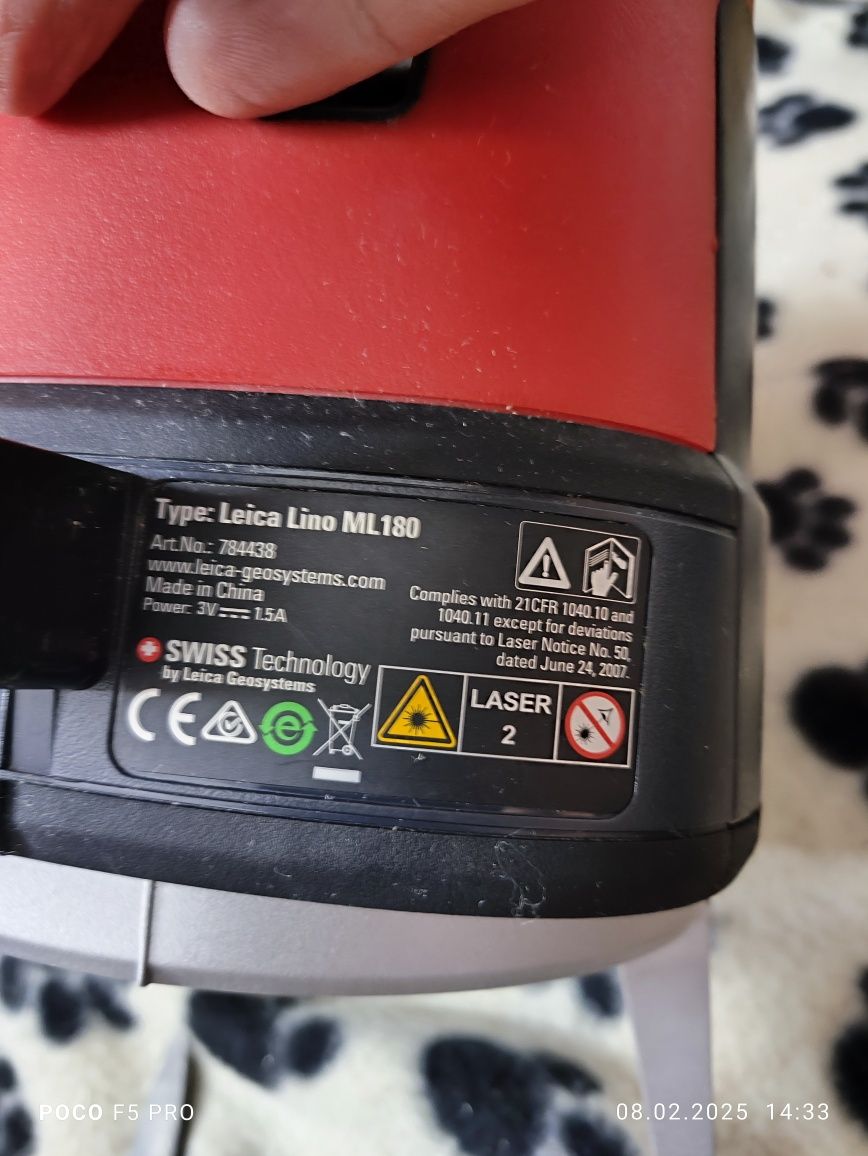 Type: Leica Lino ML180
Art.No.: 784438
www.leica-geosystems.com
Made in China
Power: 3V 1.5A
Complies with 21CFR 1040.10 and
1040.11 except for deviations
pursuant to Laser Notice No. 50,
dated June 24, 2007.
SWISS Technology
by Leica Geosystems
CE
e
LASER
2
POCO F5 PRO
08.02.2025 14:33